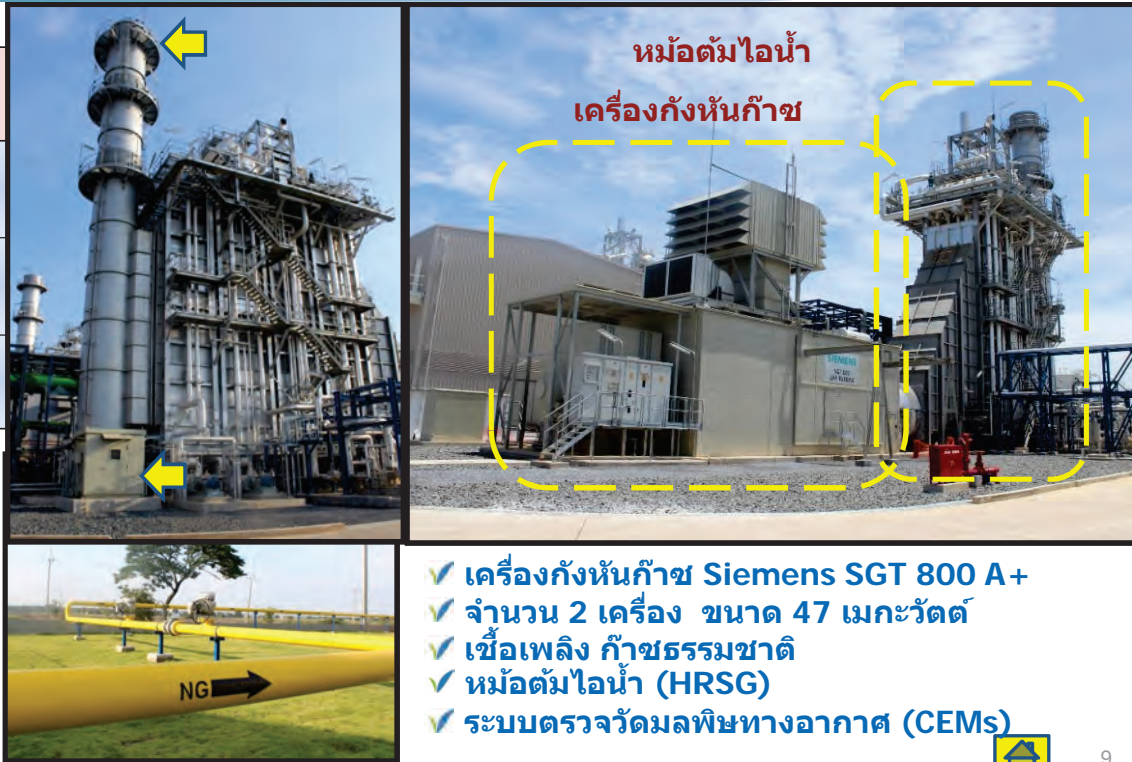 หม้อต้มไอน้ำ
เครื่องกังหันก๊าซ
SIEMENS
NG
เครื่องกังหันก๊าซ Siemens SGT 800 A+
จำนวน 2 เครื่อง ขนาด 47 เมกะวัตต์
เชื้อเพลิง ก๊าซธรรมชาติ
หม้อต้มไอน้ำ (HRSG)
ระบบตรวจวัดมลพิษทางอากาศ (CEMs)
9